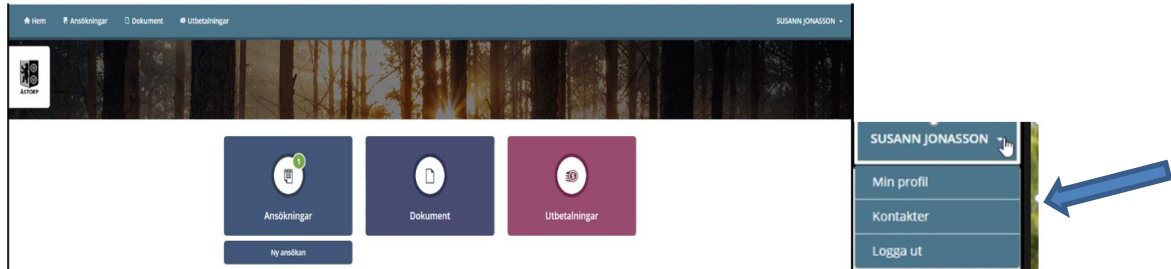 Hem Ansökningar Dokument Utbetalningar SUSANN JONASSON
ÅSTORP
1
Ansökningar Dokument Utbetalningar
Ny ansökan
SUSANN JONASSON
Min profil
Kontakter
Logga ut